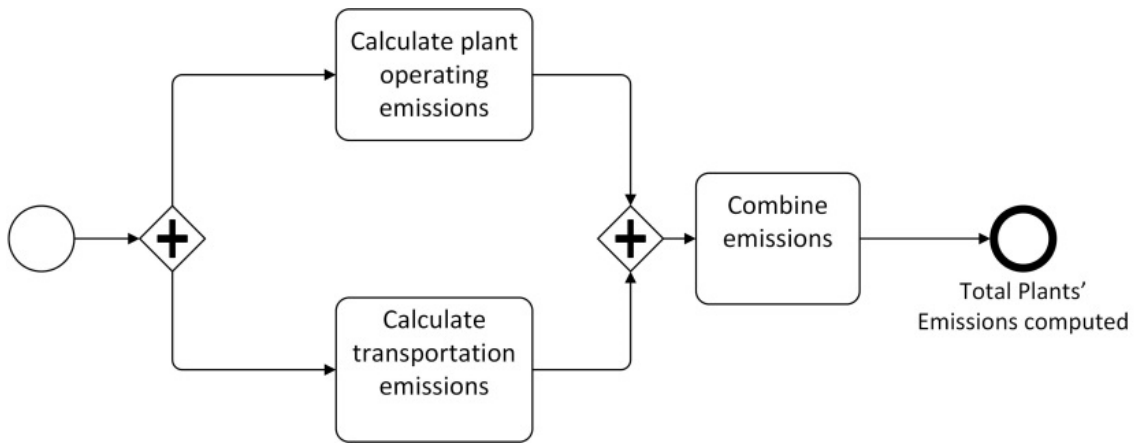 Calculate plant
operating
emissions
Calculate
transportation
emissions
Combine
emissions
Total Plants’
Emissions computed